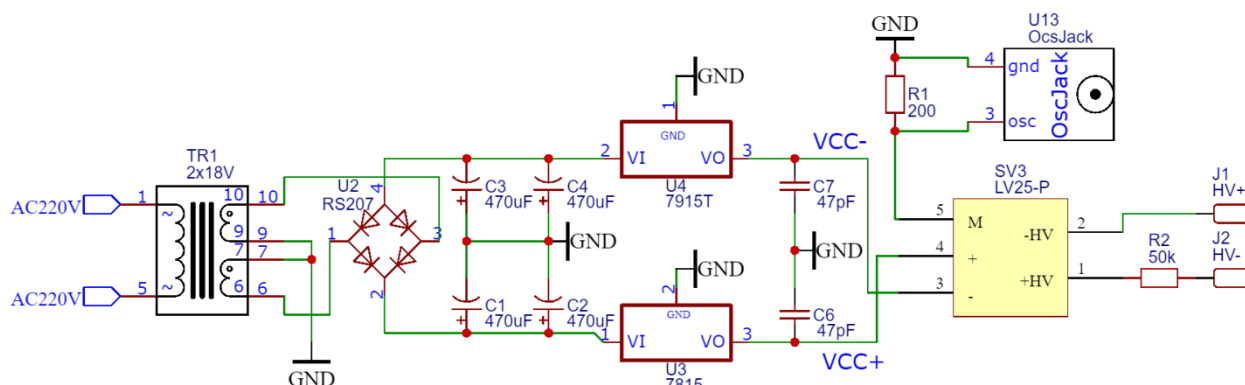 GND
U13
OcsJack
4
gnd
R1
200
3
osc
OscJack
GND
1
GND
TR1
2x18V
1
10
10
AC220V
~
9
9
7
7
~
6
6
AC220V
5
GND
U2
RS207
4
1
3
2
C3
470uF
+
C4
470uF
+
GND
C1
470uF
+
C2
470uF
+
2
VI
VO
3
U4
7915T
VCC-
C7
47pF
GND
C6
47pF
GND
2
GND
1
VI
VO
3
U3
7815
VCC+
SV3
LV25-P
5
M
4
+
3
-
-HV
2
+HV
1
J1
HV+
J2
HV-
R2
50k